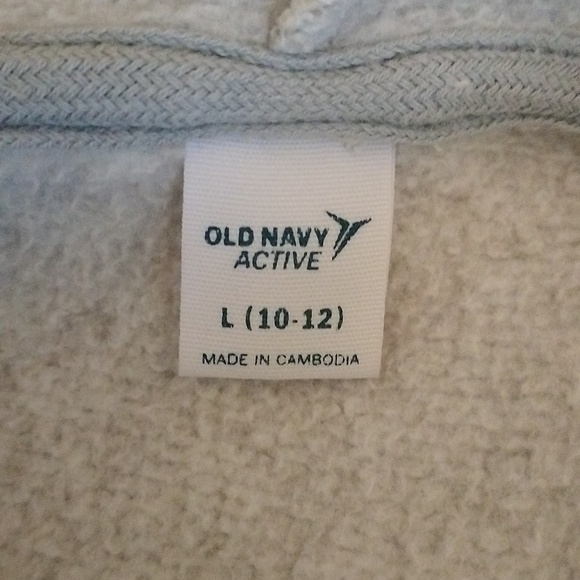 OLD NAVY
ACTIVE
L (10-12)
MADE IN CAMBODIA